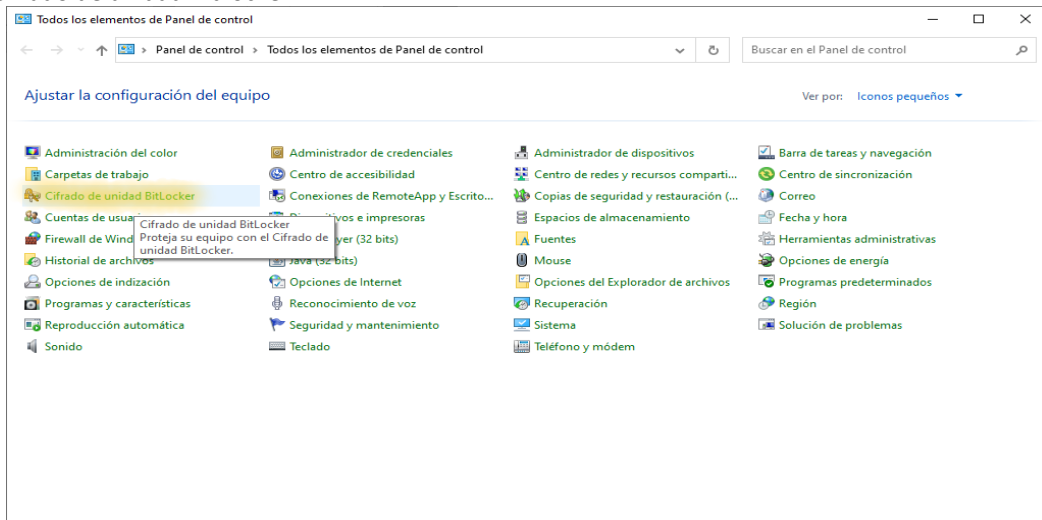 Todos los elementos de Panel de control
Panel de control > Todos los elementos de Panel de control
Buscar en el Panel de control
Ajustar la configuración del equipo
Ver por: Iconos pequeños
Administración del color
Administrador de credenciales
Administrador de dispositivos
Barra de tareas y navegación
Carpetas de trabajo
Centro de accesibilidad
Centro de redes y recursos comparti...
Centro de sincronización
Cifrado de unidad BitLocker
Conexiones de RemoteApp y Escrito...
Copias de seguridad y restauración (...
Correo
Cuentas de
Cifrado de unidad BitLocker
Proteja su equipo con el Cifrado de
unidad BitLocker.
e impresoras
Espacios de almacenamiento
Fecha y hora
Firewall de Wind
yer (32 bits)
Fuentes
Herramientas administrativas
Historial de archivos
Java (32 bits)
Mouse
Opciones de energía
Opciones de indización
Opciones de Internet
Opciones del Explorador de archivos
Programas predeterminados
Programas y características
Reconocimiento de voz
Recuperación
Región
Reproducción automática
Seguridad y mantenimiento
Sistema
Solución de problemas
Sonido
Teclado
Teléfono y módem